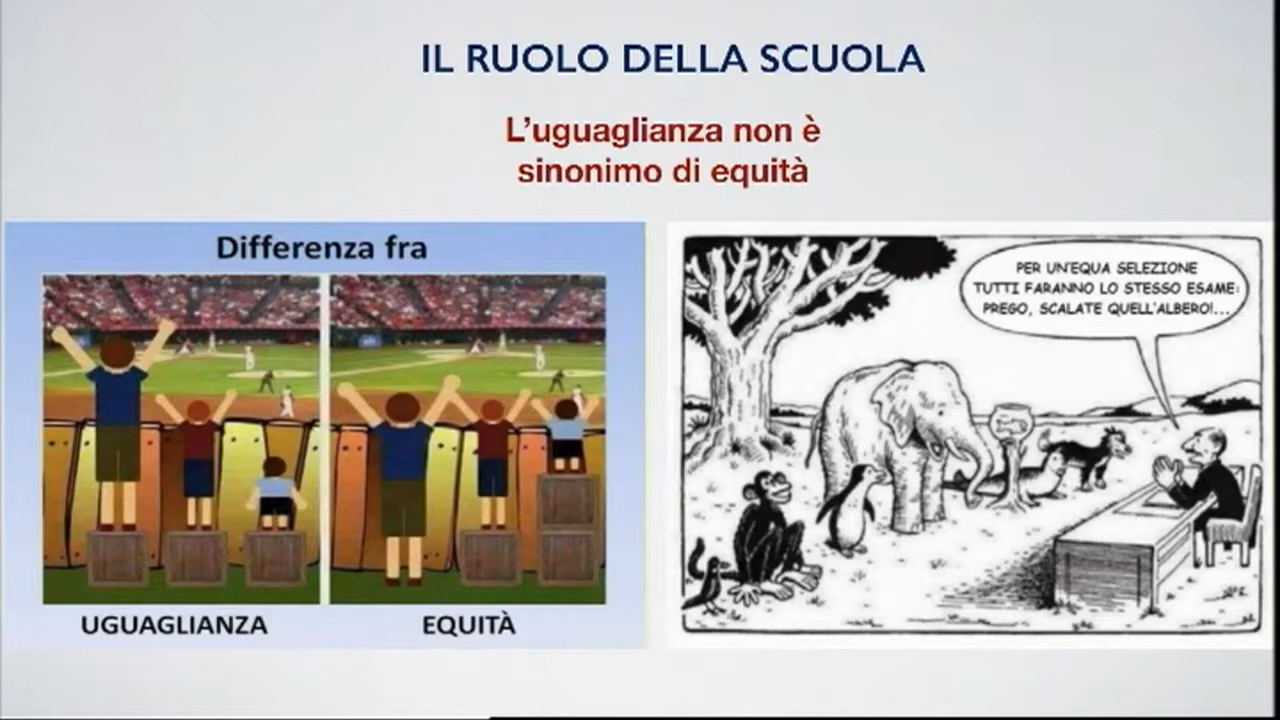 IL RUOLO DELLA SCUOLA
L'uguaglianza non è
sinonimo di equità
Differenza fra
UGUAGLIANZA
EQUITÀ
PER UN'EQUA SELEZIONE
TUTTI FARANNO LO STESSO ESAME:
PREGO, SCALATE QUELL'ALBERO!...